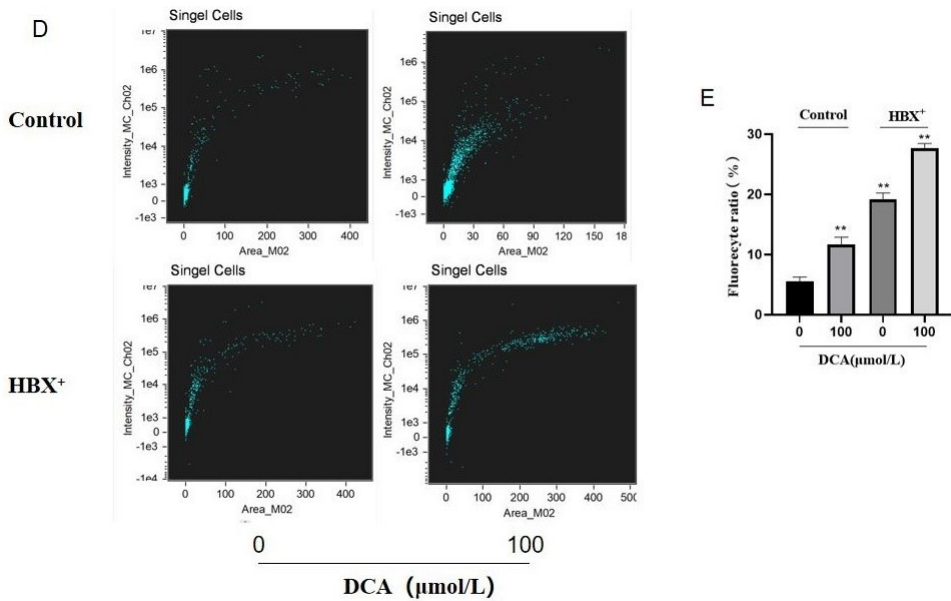 D
Control
Singel Cells
Intensity_MC_Ch02
1e7
1e6
1e5
1e4
1e3
0
-1e3
0 100 200 300 400
Area_M02
Singel Cells
Intensity_MC_Ch02
1e6
1e5
1e4
1e3
0
-1e3
0 30 60 90 120 150 18
Area_M02
HBX⁺
Singel Cells
Intensity_MC_Ch02
1e7
1e6
1e5
1e4
1e3
0
-1e3
-1e4
0 100 200 300 400
Area_M02
Singel Cells
Intensity_MC_Ch02
1e7
1e6
1e5
1e4
1e3
0
-1e3
0 100 200 300 400 500
Area_M02
0 100
DCA (μmol/L)
E
Control HBX⁺
Fluorecyte ratio ( % )
30
20
10
0
** ** **
0 100 0 100
DCA(μmol/L)